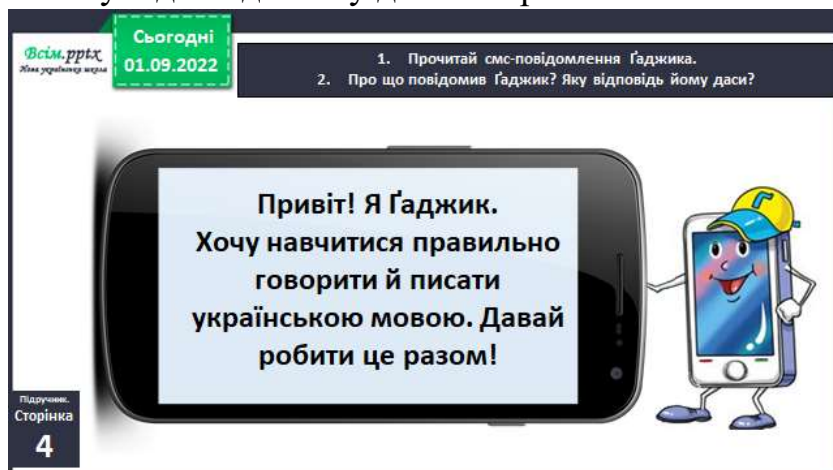 Всім.pptx
Нова українська школа
Сьогодні
01.09.2022
1. Прочитай смс-повідомлення Ґаджика.
2. Про що повідомив Ґаджик? Яку відповідь йому даси?
Привіт! Я Ґаджик.
Хочу навчитися правильно
говорити й писати
українською мовою. Давай
робити це разом!
Підручник.
Сторінка
4